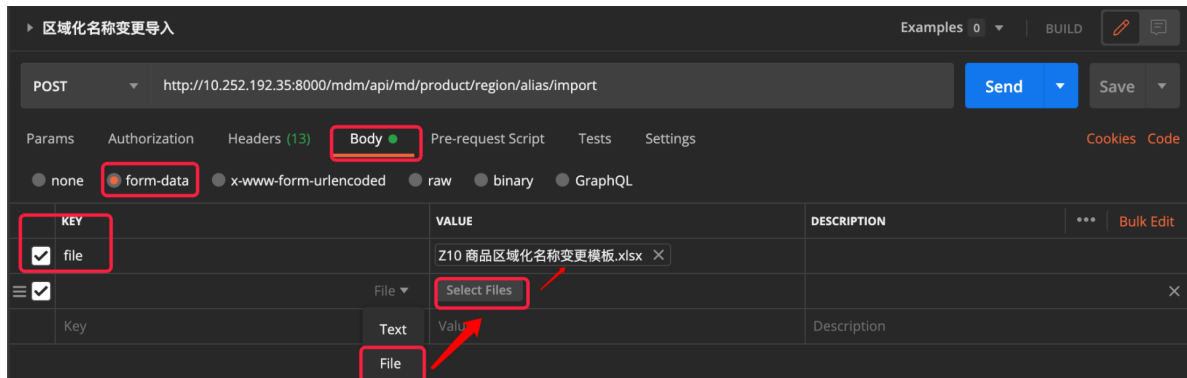 区域化名称变更导入 Examples 0 BUILD
POST http://10.252.192.35:8000/mdm/api/md/product/region/alias/import Send Save
Params Authorization Headers (13) Body Pre-request Script Tests Settings Cookies Code
none form-data x-www-form-urlencoded raw binary GraphQL
KEY VALUE DESCRIPTION ••• Bulk Edit
file Z10 商品区域化名称变更模板.xlsx
File Select Files
Key Text Value Description
File